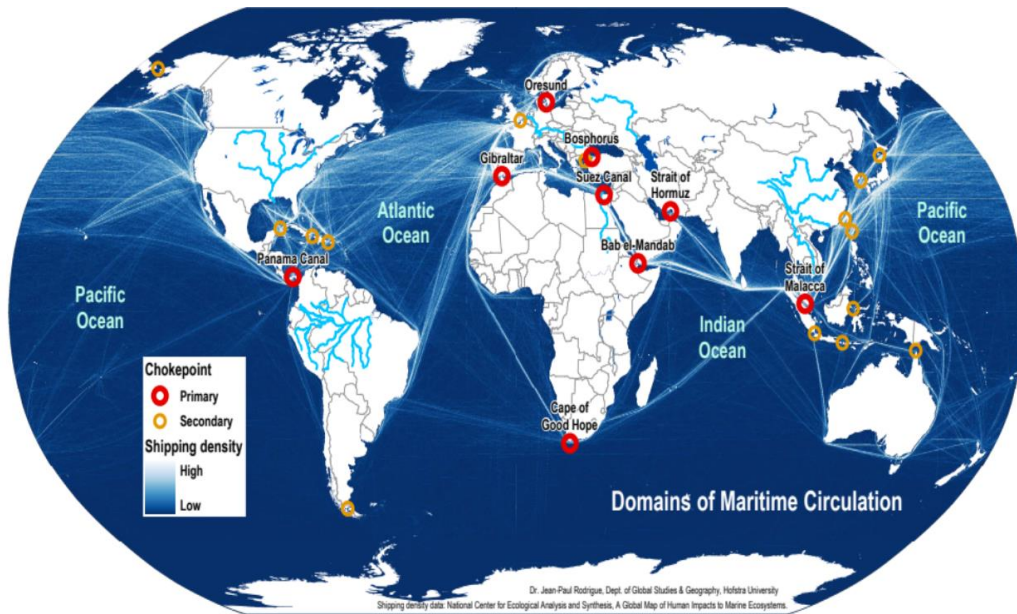 Oresund
Bosphorus
Gibraltar
Suez Canal
Strait of
Hormuz
Atlantic
Ocean
Pacific
Ocean
Bab el-Mandab
Panama Canal
Strait of
Malacca
Pacific
Ocean
Indian
Ocean
Chokepoint
Primary
Secondary
Shipping density
High
Low
Cape of
Good Hope
Domains of Maritime Circulation
Dr. Jean-Paul Rodrigue, Dept. of Global Studies & Geography, Hofstra University
Shipping density data: National Center for Ecological Analysis and Synthesis, A Global Map of Human Impacts to Marine Ecosystems.